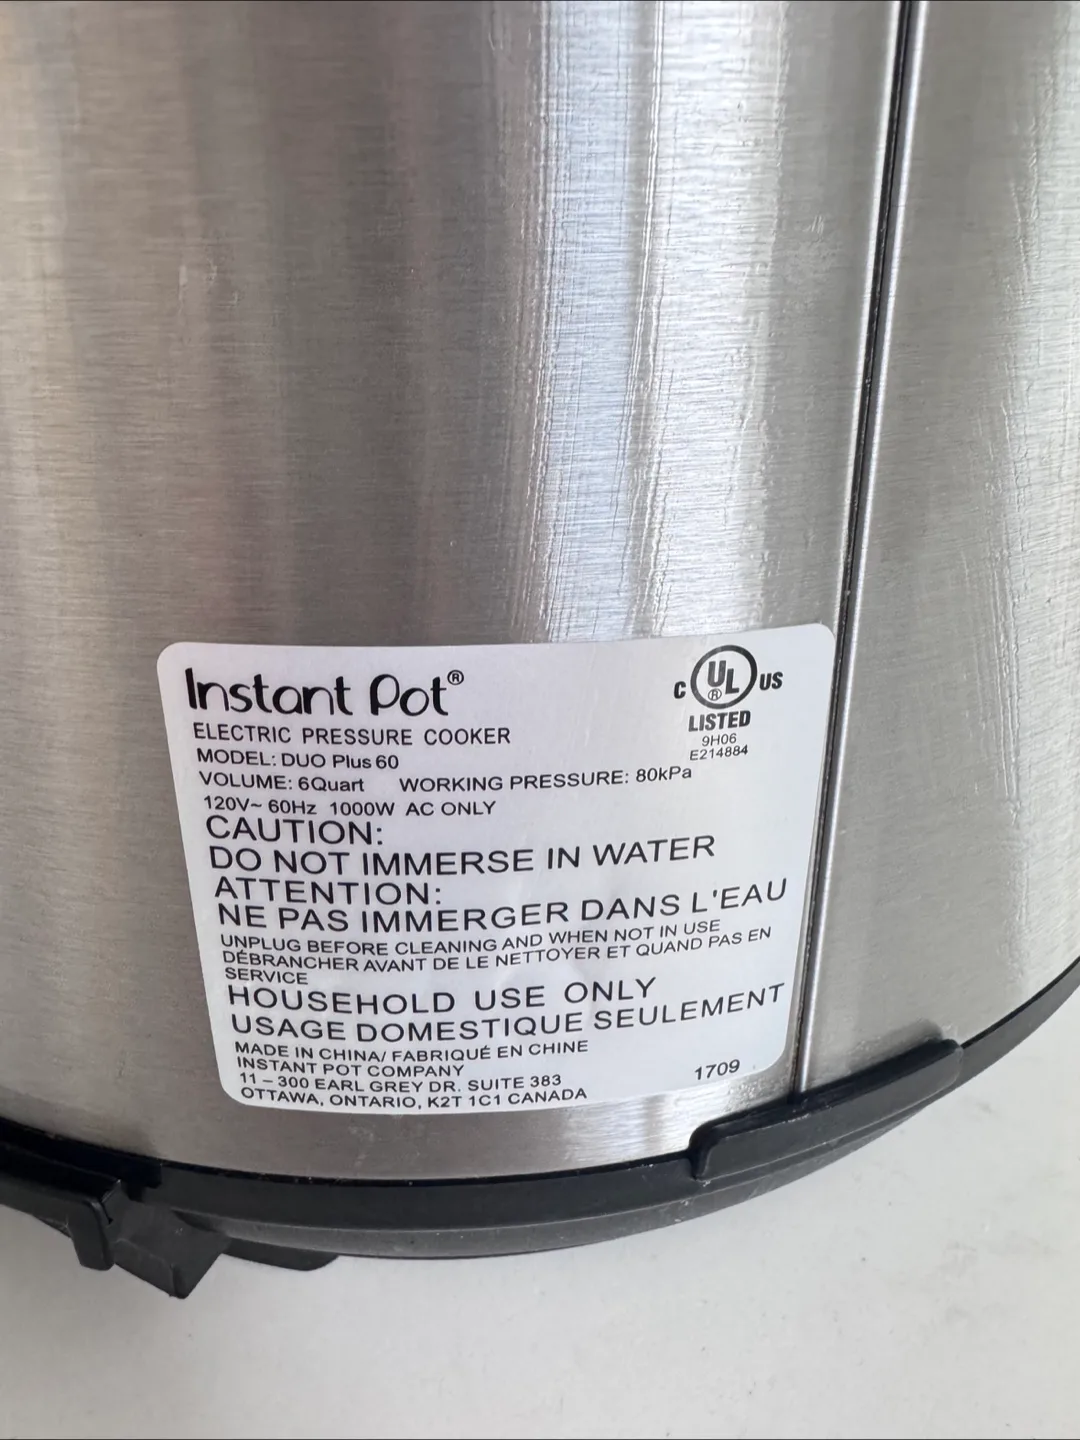 Instant Pot®
C UL® US
LISTED
9H06
E214884
ELECTRIC PRESSURE COOKER
MODEL: DUO Plus 60
VOLUME: 6Quart WORKING PRESSURE: 80kPa
120V~ 60Hz 1000W AC ONLY
CAUTION:
DO NOT IMMERSE IN WATER
ATTENTION:
NE PAS IMMERGER DANS L'EAU
UNPLUG BEFORE CLEANING AND WHEN NOT IN USE
DÉBRANCHER AVANT DE LE NETTOYER ET QUAND PAS EN
SERVICE
HOUSEHOLD USE ONLY
USAGE DOMESTIQUE SEULEMENT
MADE IN CHINA/ FABRIQUÉ EN CHINE
INSTANT POT COMPANY
11 – 300 EARL GREY DR. SUITE 383
OTTAWA, ONTARIO, K2T 1C1 CANADA
1709